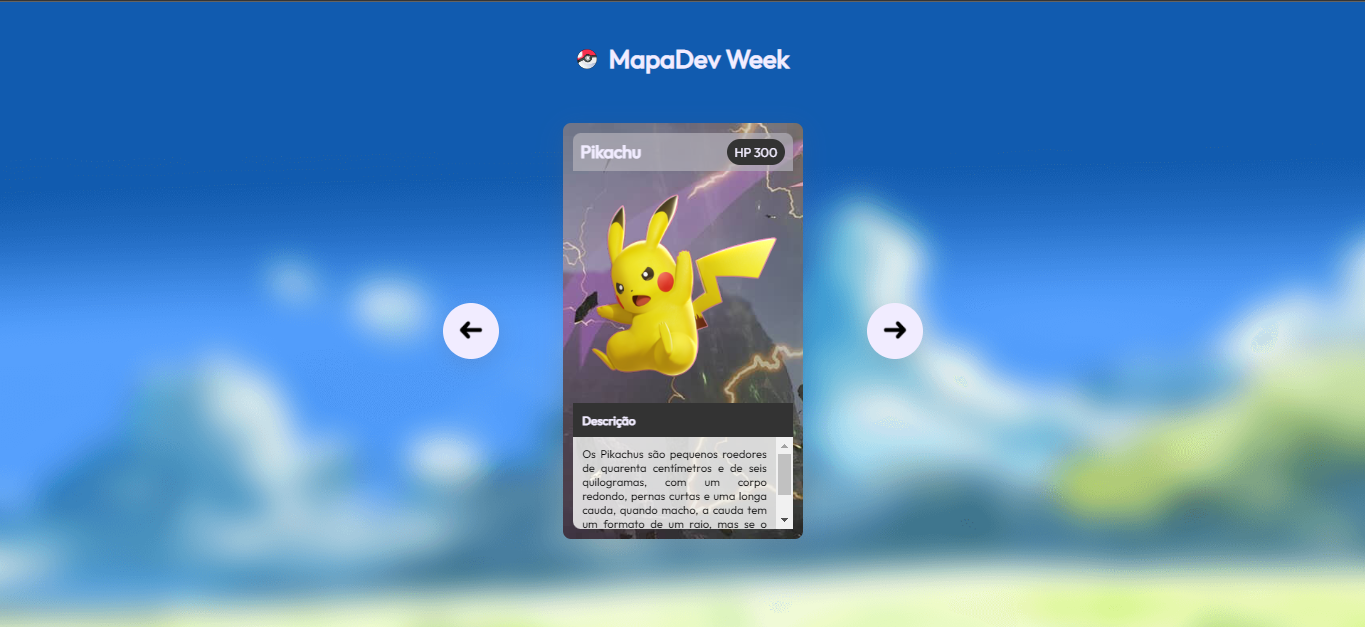 MapaDev Week
Pikachu
HP 300
Descrição
Os Pikachus são pequenos roedores
de quarenta centímetros e de seis
quilogramas, com um corpo
redondo, pernas curtas e uma longa
cauda, quando macho, a cauda tem
um formato de um raio, mas se o